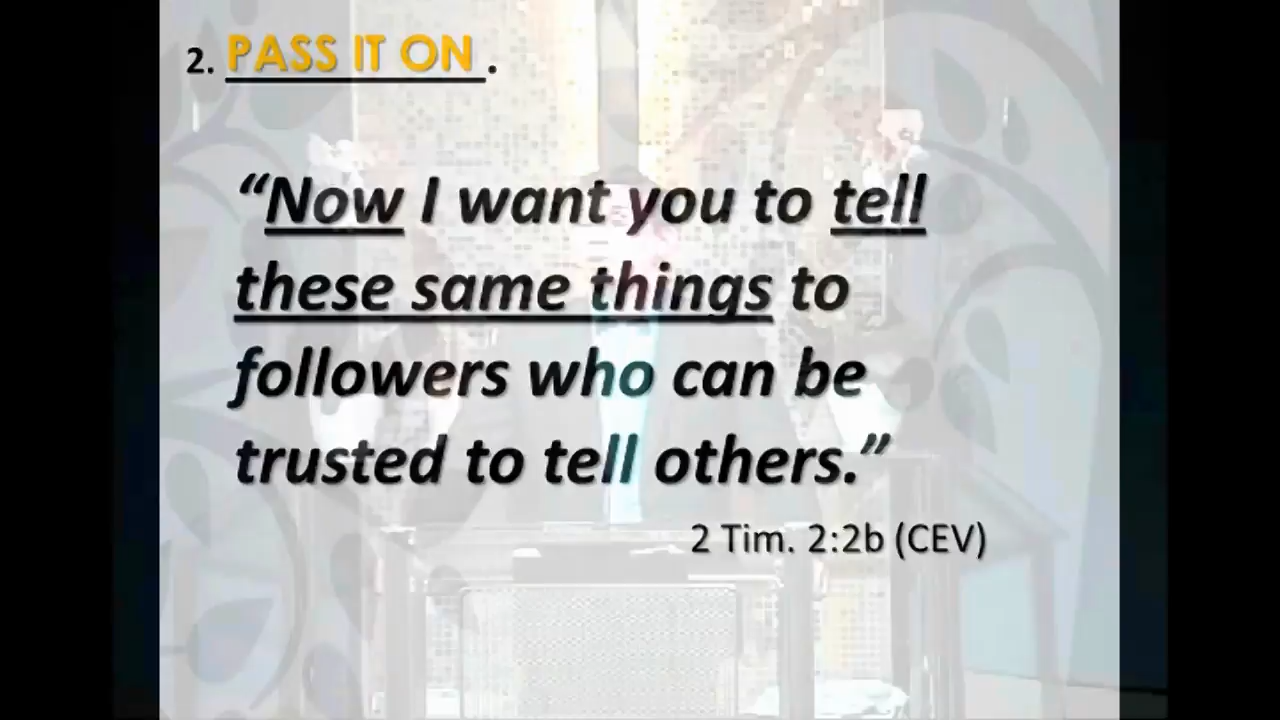 2. PASS IT ON.
“Now I want you to tell
these same things to
followers who can be
trusted to tell others.”
2 Tim. 2:2b (CEV)